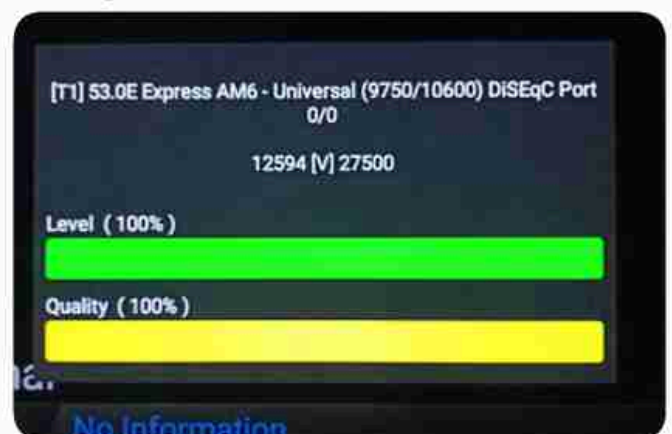 [T1] 53.0E Express AM6 - Universal (9750/10600) DiSEqC Port
0/0
12594 [V] 27500
Level ( 100% )
Quality ( 100% )
No Information